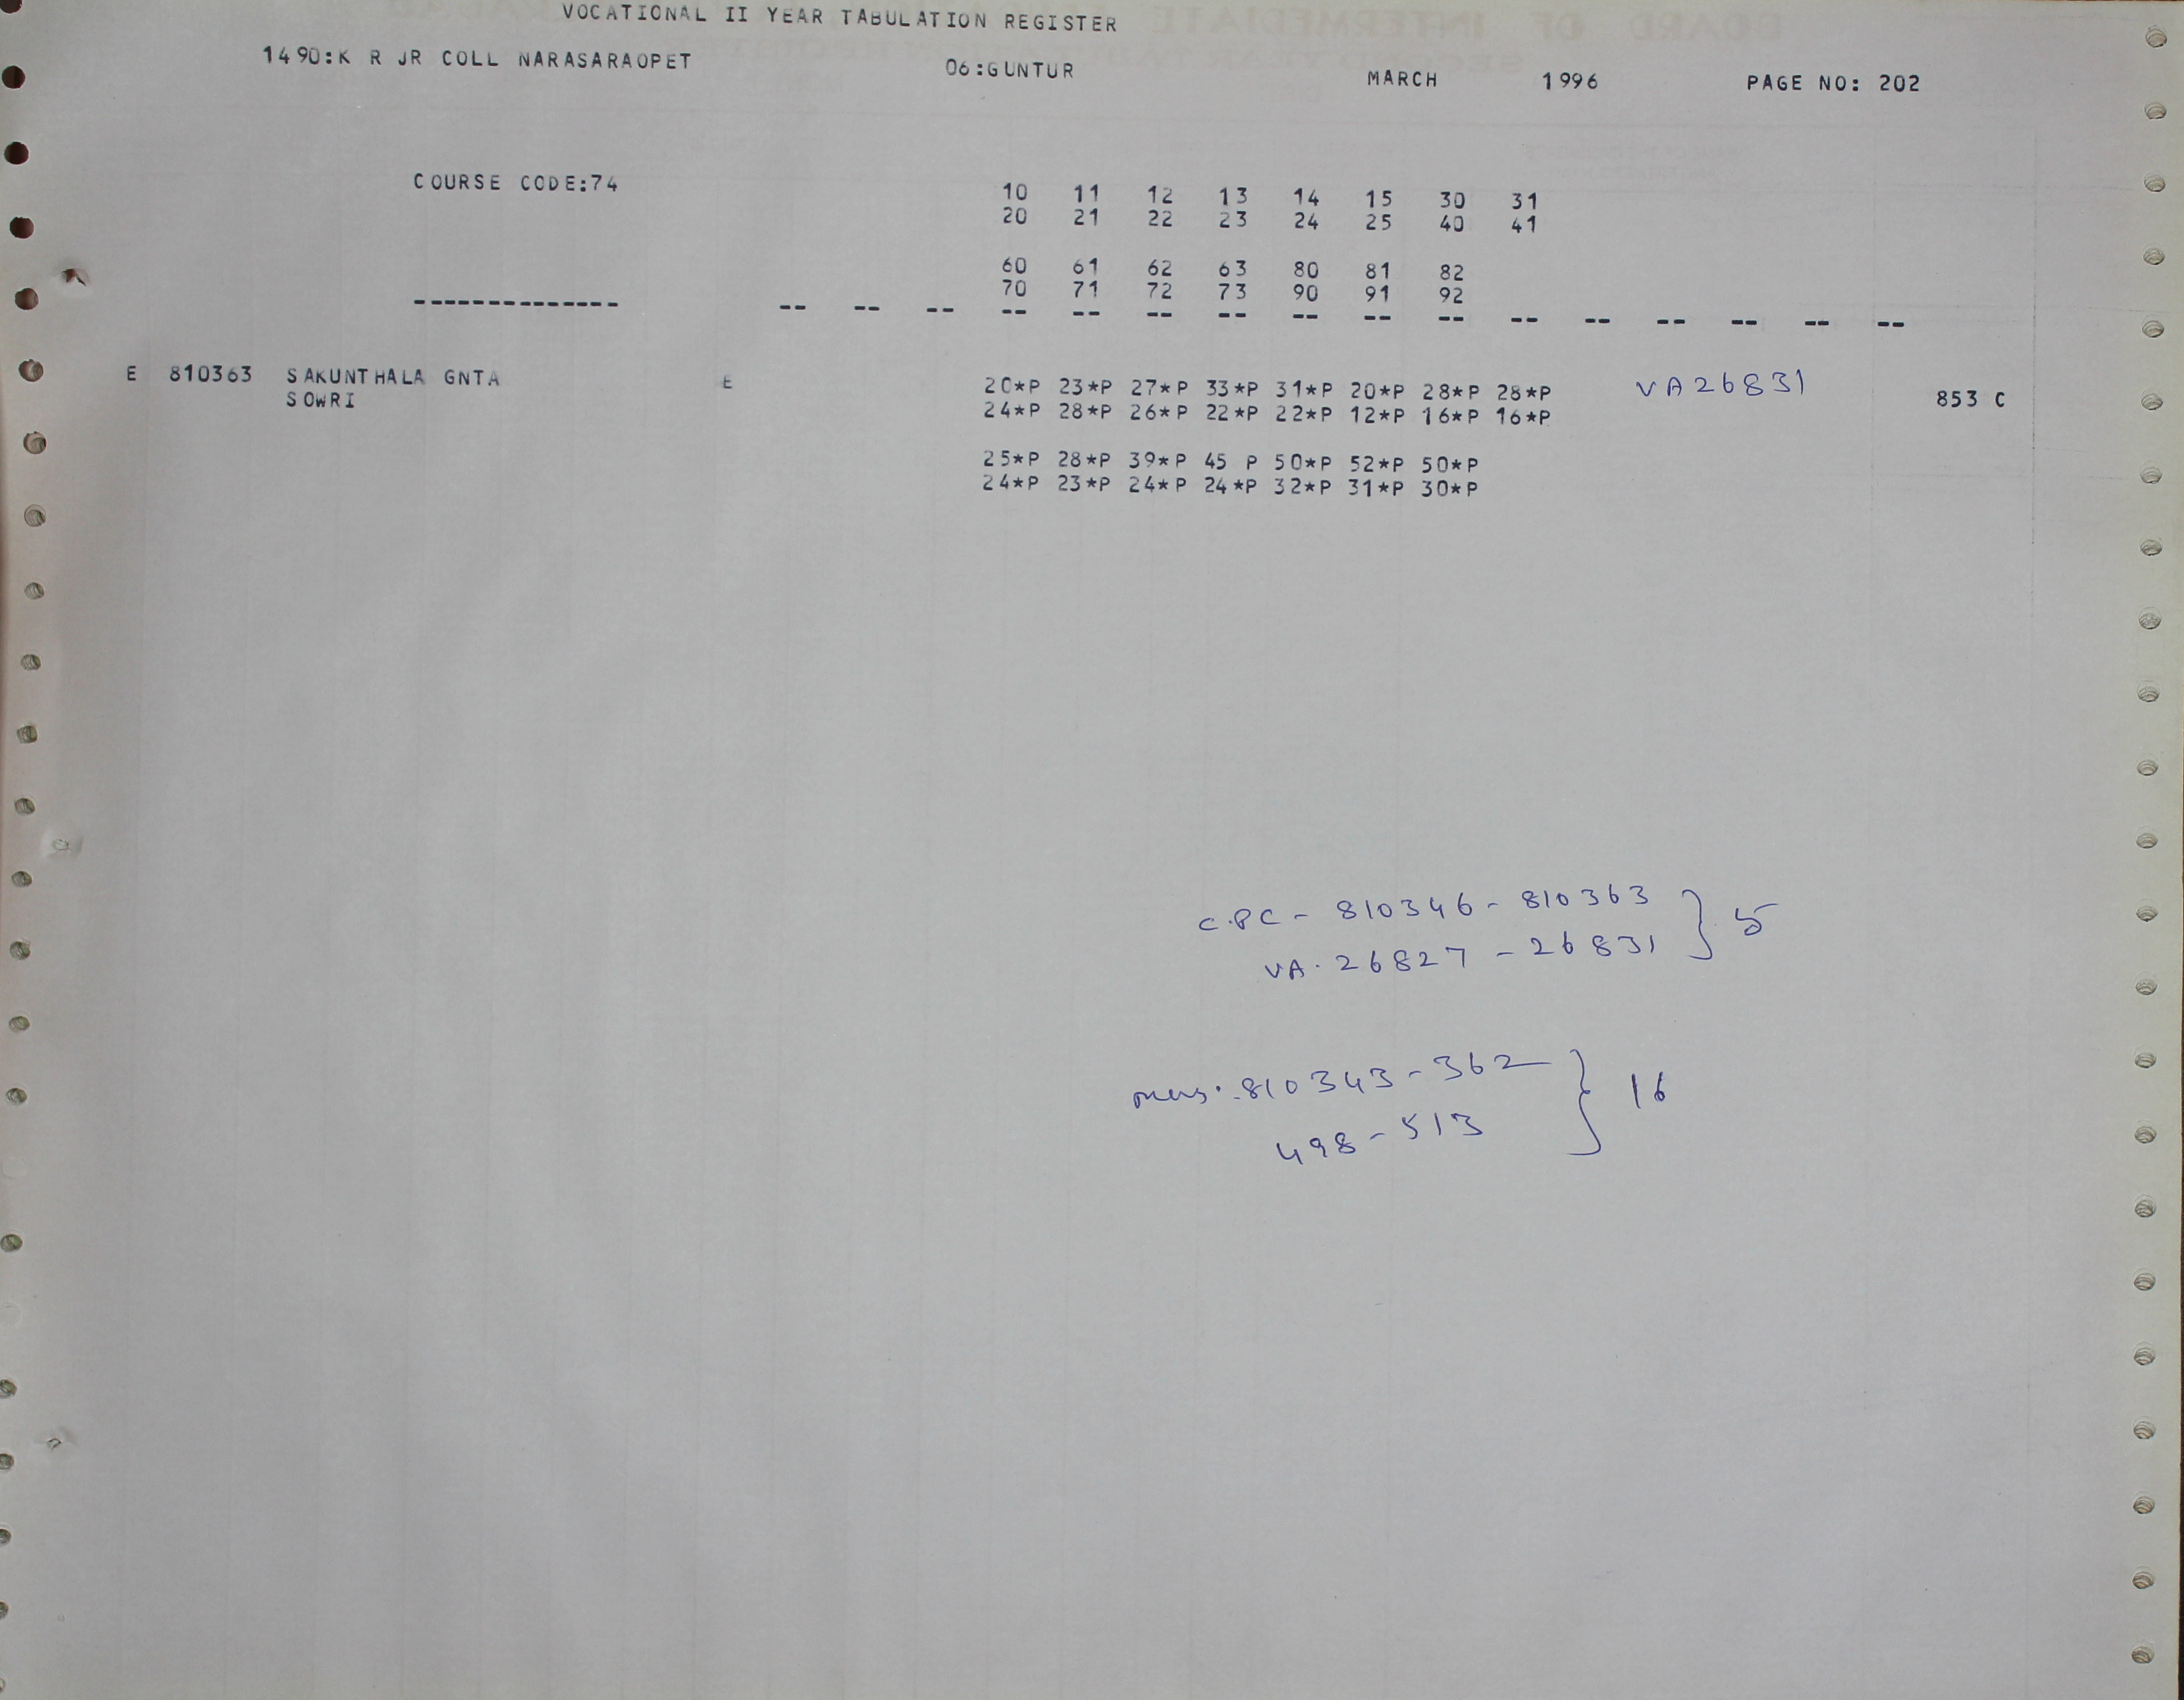 VOCATIONAL II YEAR TABULATION REGISTER
1490:K R JR COLL NARASARAOPET 06:GUNTUR MARCH 1996 PAGE NO: 202
COURSE CODE:74
10 11 12 13 14 15 30 31
20 21 22 23 24 25 40 41
60 61 62 63 80 81 82
70 71 72 73 90 91 92
-------------- -- -- -- -- -- -- -- -- -- -- -- -- -- -- -- --
E 810363 SAKUNTHALA GNTA E 20*P 23*P 27*P 33*P 31*P 20*P 28*P 28*P VA26831
SOWRI 24*P 28*P 26*P 22*P 22*P 12*P 16*P 16*P 853 C
25*P 28*P 39*P 45 P 50*P 52*P 50*P
24*P 23*P 24*P 24*P 32*P 31*P 30*P
C.PC - 810346 - 810363 } 5
VA. 26827 - 26831
810343 - 362 } 16
498 - 513